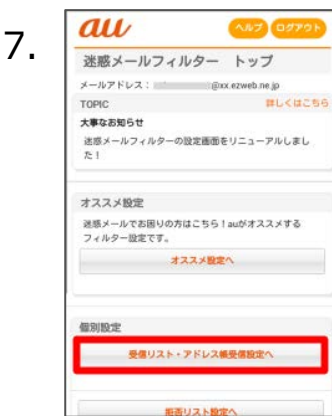 7.
au
ヘルプ ログアウト
迷惑メールフィルター トップ
メールアドレス： @xx.ezweb.ne.jp
TOPIC 詳しくはこちら
大事なお知らせ
迷惑メールフィルターの設定画面をリニューアルしまし
た！
オススメ設定
迷惑メールでお困りの方はこちら！auがオススメする
フィルター設定です。
オススメ設定へ
個別設定
受信リスト・アドレス帳受信設定へ
拒否リスト設定へ